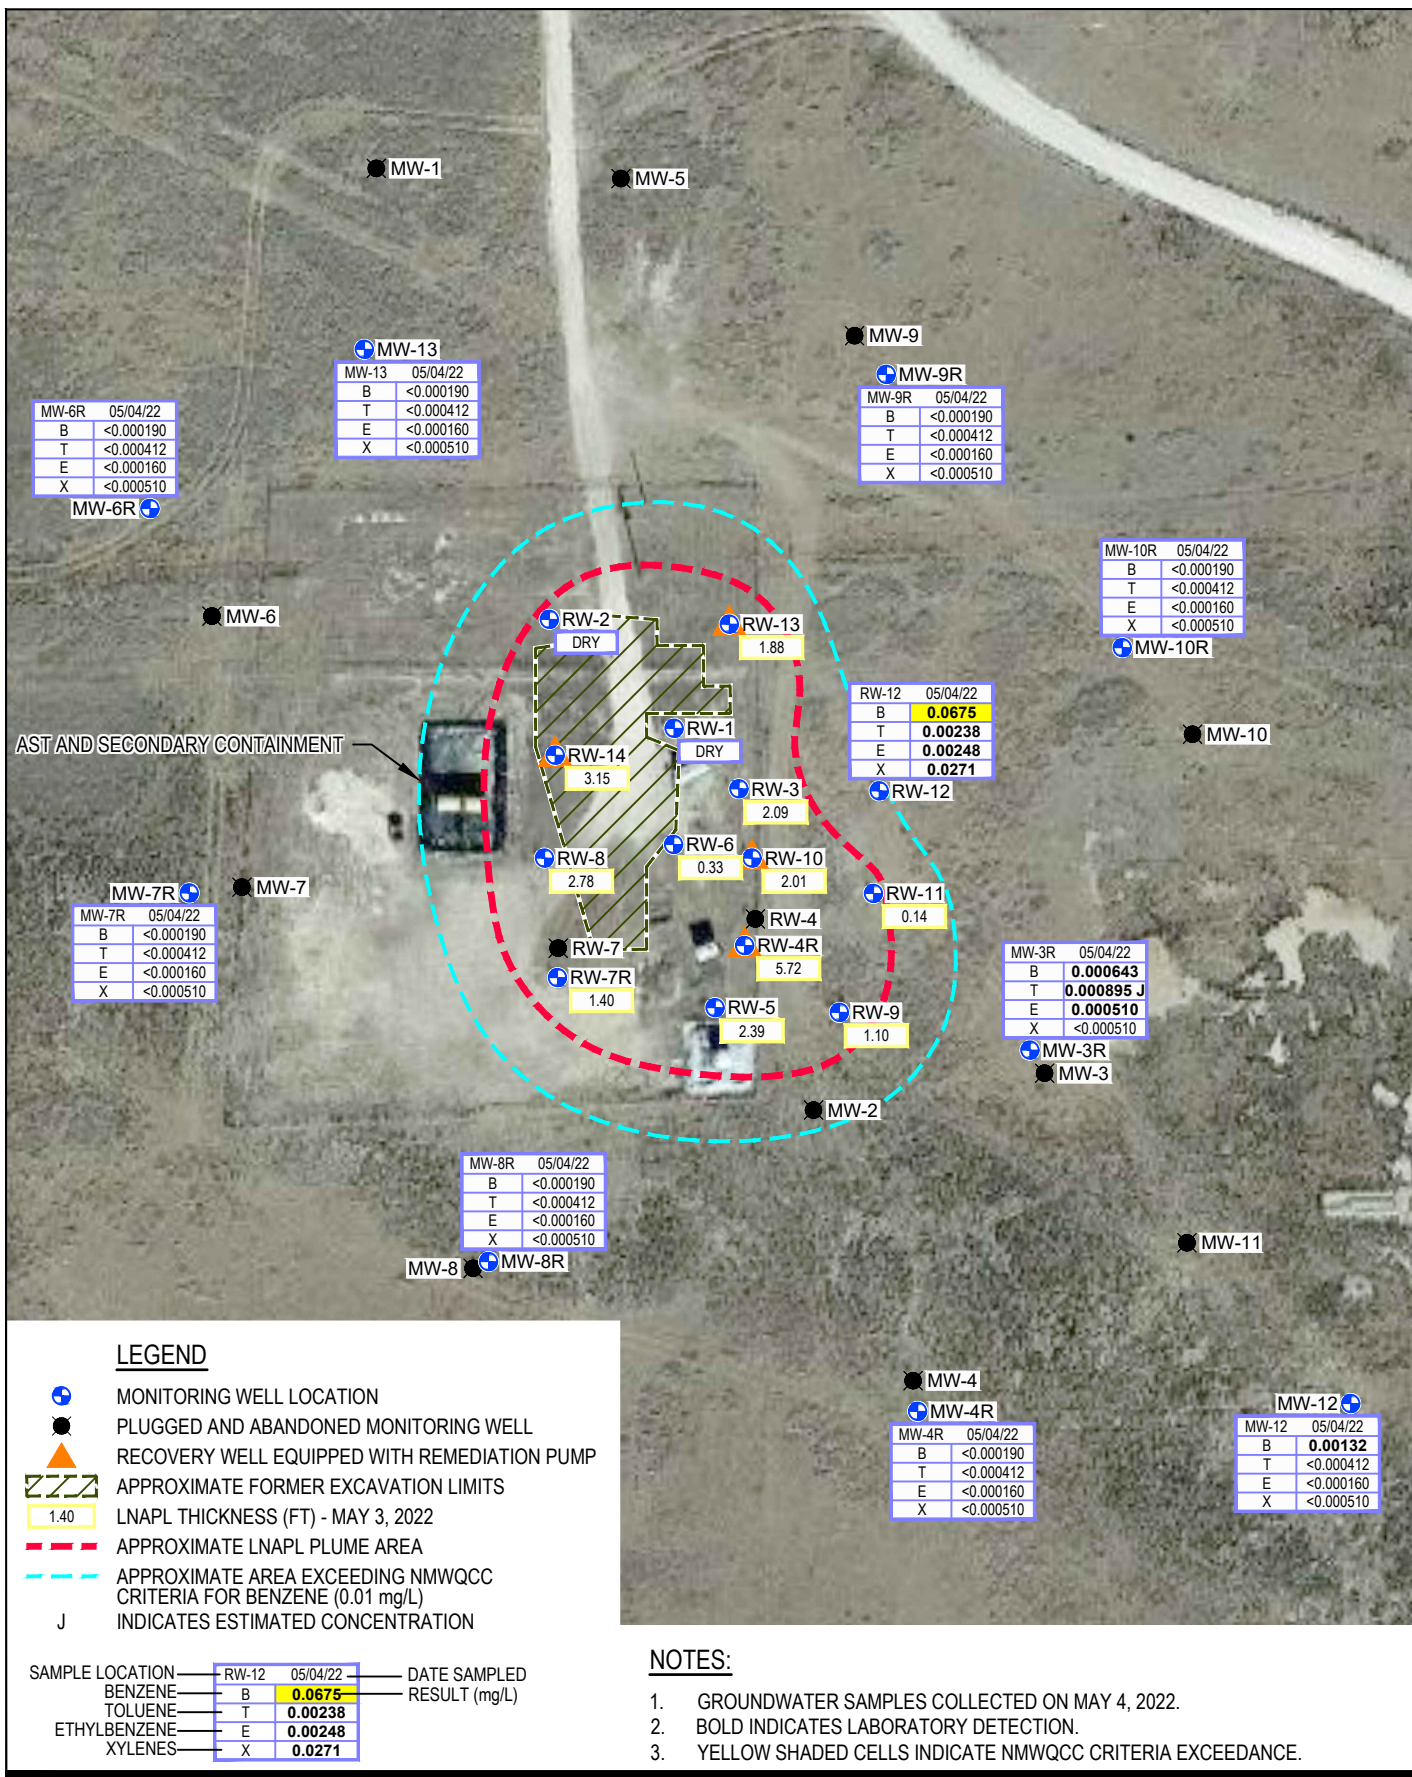 MW-1
MW-5
MW-9
MW-13
MW-13 05/04/22
B <0.000190
T <0.000412
E <0.000160
X <0.000510
MW-9R
MW-9R 05/04/22
B <0.000190
T <0.000412
E <0.000160
X <0.000510
MW-6R 05/04/22
B <0.000190
T <0.000412
E <0.000160
X <0.000510
MW-6R
MW-10R 05/04/22
B <0.000190
T <0.000412
E <0.000160
X <0.000510
MW-10R
MW-6
RW-2
DRY
RW-13
1.88
RW-12 05/04/22
B 0.0675
T 0.00238
E 0.00248
X 0.0271
RW-12
MW-10
AST AND SECONDARY CONTAINMENT
RW-1
DRY
RW-14
3.15
RW-3
2.09
RW-6
0.33
RW-8
2.78
RW-10
2.01
RW-11
0.14
MW-7R
MW-7
MW-7R 05/04/22
B <0.000190
T <0.000412
E <0.000160
X <0.000510
RW-4
RW-4R
5.72
RW-7
RW-7R
1.40
RW-5
2.39
RW-9
1.10
MW-3R 05/04/22
B 0.000643
T 0.000895 J
E 0.000510
X <0.000510
MW-3R
MW-3
MW-2
MW-8R 05/04/22
B <0.000190
T <0.000412
E <0.000160
X <0.000510
MW-8
MW-8R
MW-11
MW-4
MW-4R
MW-4R 05/04/22
B <0.000190
T <0.000412
E <0.000160
X <0.000510
MW-12
MW-12 05/04/22
B 0.00132
T <0.000412
E <0.000160
X <0.000510
LEGEND
MONITORING WELL LOCATION
PLUGGED AND ABANDONED MONITORING WELL
RECOVERY WELL EQUIPPED WITH REMEDIATION PUMP
APPROXIMATE FORMER EXCAVATION LIMITS
1.40 LNAPL THICKNESS (FT) - MAY 3, 2022
APPROXIMATE LNAPL PLUME AREA
APPROXIMATE AREA EXCEEDING NMWQCC
CRITERIA FOR BENZENE (0.01 mg/L)
J INDICATES ESTIMATED CONCENTRATION
SAMPLE LOCATION RW-12 05/04/22 DATE SAMPLED
BENZENE B 0.0675 RESULT (mg/L)
TOLUENE T 0.00238
ETHYLBENZENE E 0.00248
XYLENES X 0.0271
NOTES:
1. GROUNDWATER SAMPLES COLLECTED ON MAY 4, 2022.
2. BOLD INDICATES LABORATORY DETECTION.
3. YELLOW SHADED CELLS INDICATE NMWQCC CRITERIA EXCEEDANCE.